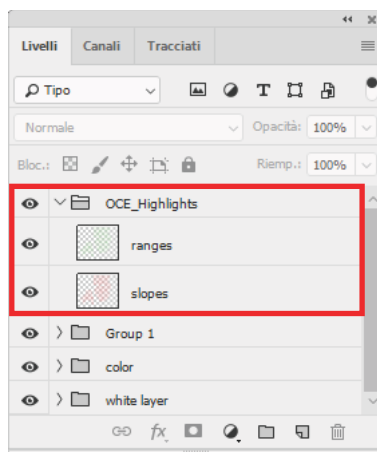 Livelli Canali Tracciati
Tipo
Normale Opacità: 100%
Bloc.: Riemp.: 100%
OCE_Highlights
ranges
slopes
Group 1
color
white layer
fx